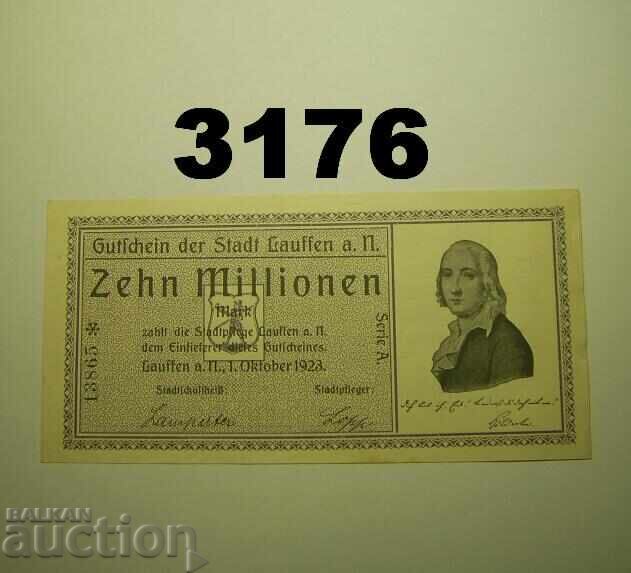 3176
Gutschein der Stadt Lauffen a. N.
Zehn Millionen
Mark
zahlt die Stadtpflege Lauffen a. N.
dem Einlieferer dieses Gutscheines.
Lauffen a. N., 1. Oktober 1923.
Stadtschultheiß: Stadtpfleger:
Lamparter
Serie A.
13865 *
BALKAN
auction